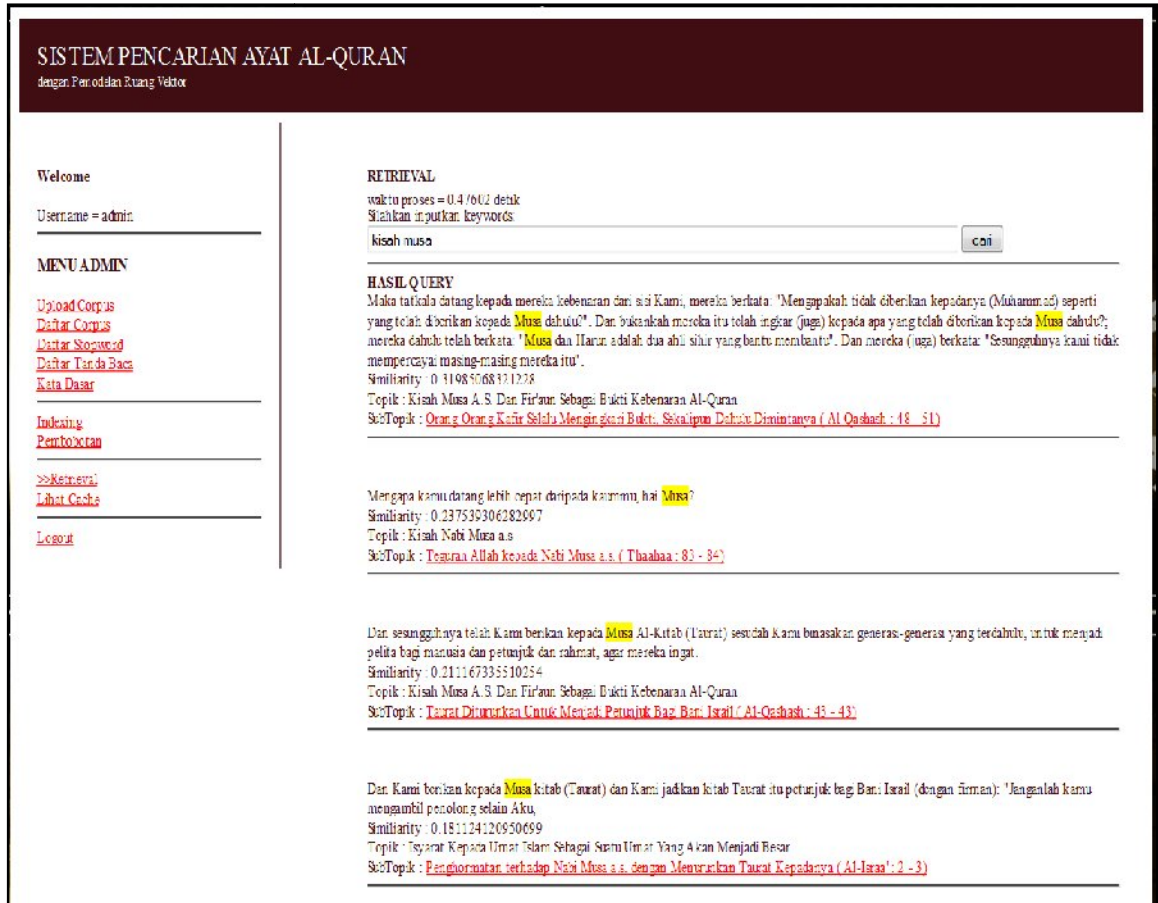 SISTEM PENCARIAN AYAT AL-QURAN
dengan Pemodelan Ruang Vektor
Welcome
Username = admin
MENU ADMIN
Upload Corpus
Daftar Corpus
Daftar Stopword
Daftar Tanda Baca
Kata Dasar
Indexing
Pembobotan
>>Retrieval
Lihat Cache
Logout
RETRIEVAL
waktu proses = 0.47602 detik
Silahkan inputkan keywords:
kisah musa
cari
HASIL QUERY
Maka tatkala datang kepada mereka kebenaran dari sisi Kami, mereka berkata: "Mengapakah tidak diberikan kepadanya (Muhammad) seperti
yang telah diberikan kepada Musa dahulu?". Dan bukankah mereka itu telah ingkar (juga) kepada apa yang telah diberikan kepada Musa dahulu?;
mereka dahulu telah berkata: "Musa dan Harun adalah dua ahli sihir yang bantu membantu". Dan mereka (juga) berkata: "Sesungguhnya kami tidak
mempercayai masing-masing mereka itu".
Similiarity : 0.31985068321228
Topik : Kisah Musa A.S. Dan Fir'aun Sebagai Bukti Kebenaran Al-Quran
SubTopik : Orang Orang Kafir Selalu Mengingkari Bukti, Sekalipun Dahulu Dimintanya ( Al Qashash : 48 - 51)
Mengapa kamu datang lebih cepat daripada kaummu, hai Musa?
Similiarity : 0.237539306282997
Topik : Kisah Nabi Musa a.s
SubTopik : Teguran Allah kepada Nabi Musa a.s. ( Thaahaa : 83 - 84)
Dan sesungguhnya telah Kami berikan kepada Musa Al-Kitab (Taurat) sesudah Kami binasakan generasi-generasi yang terdahulu, untuk menjadi
pelita bagi manusia dan petunjuk dan rahmat, agar mereka ingat.
Similiarity : 0.211167335510254
Topik : Kisah Musa A.S. Dan Fir'aun Sebagai Bukti Kebenaran Al-Quran
SubTopik : Taurat Diturunkan Untuk Menjadi Petunjuk Bagi Bani Israil ( Al-Qashash : 43 - 43)
Dan Kami berikan kepada Musa kitab (Taurat) dan Kami jadikan kitab Taurat itu petunjuk bagi Bani Israil (dengan firman): "Janganlah kamu
mengambil penolong selain Aku,
Similiarity : 0.181124120950699
Topik : Isyarat Kepada Umat Islam Sebagai Suatu Umat Yang Akan Menjadi Besar
SubTopik : Penghormatan terhadap Nabi Musa a.s. dengan Menurunkan Taurat Kepadanya ( Al-Israa' : 2 - 3)